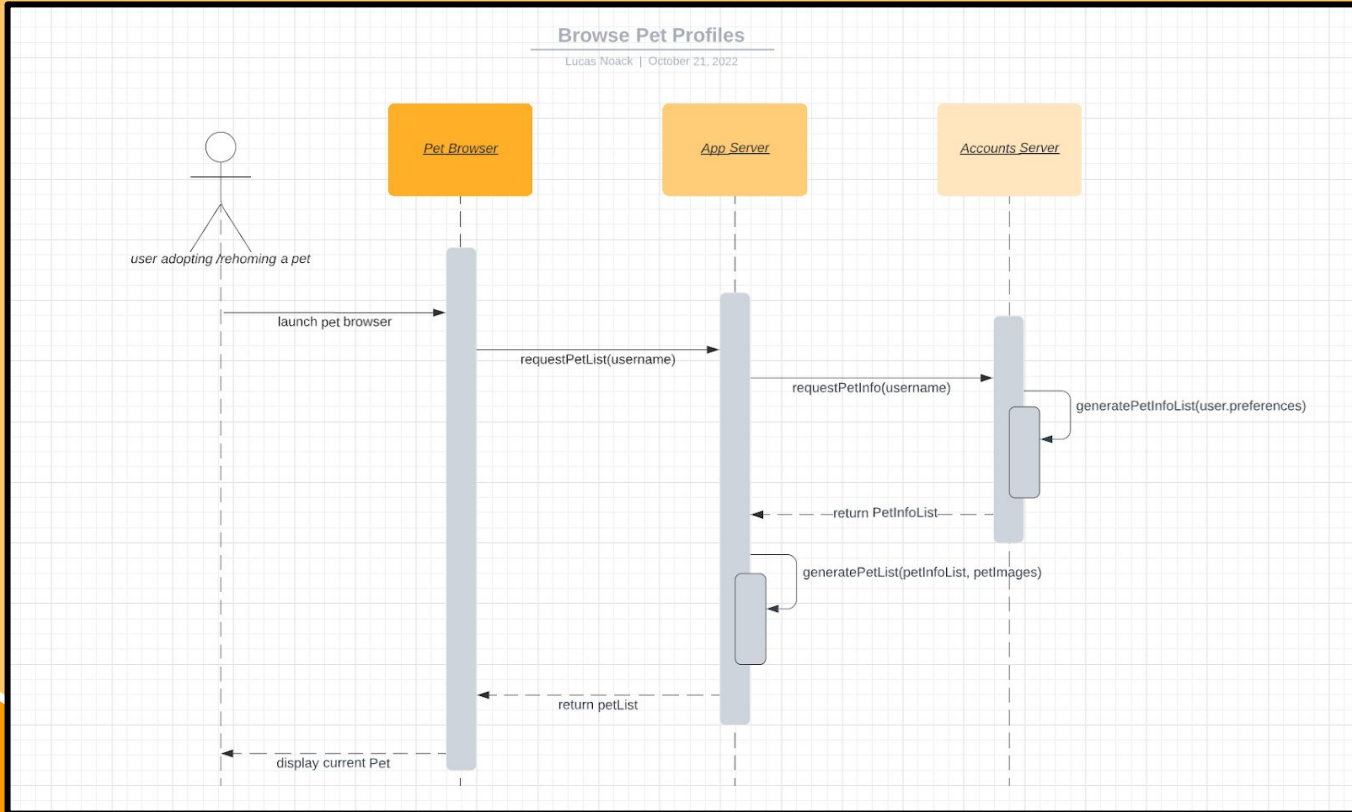 Browse Pet Profiles
Lucas Noack | October 21, 2022
Pet Browser
App Server
Accounts Server
user adopting /rehoming a pet
launch pet browser
requestPetList(username)
requestPetInfo(username)
generatePetInfoList(user.preferences)
return PetInfoList
generatePetList(petInfoList, petImages)
return petList
display current Pet